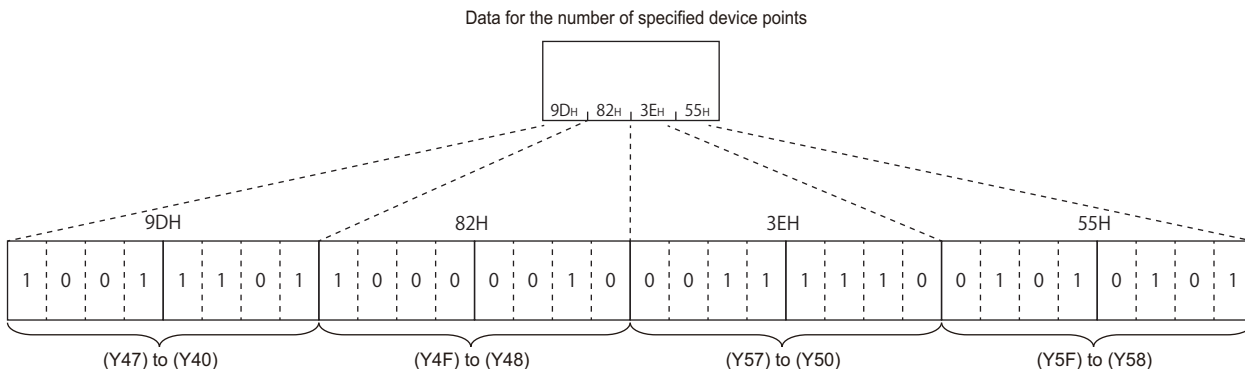 Data for the number of specified device points
9DH 82H 3EH 55H
9DH 82H 3EH 55H
1 0 0 1 1 1 0 1 1 0 0 0 0 0 1 0 0 0 1 1 1 1 1 0 0 1 0 1 0 1 0 1
(Y47) to (Y40) (Y4F) to (Y48) (Y57) to (Y50) (Y5F) to (Y58)